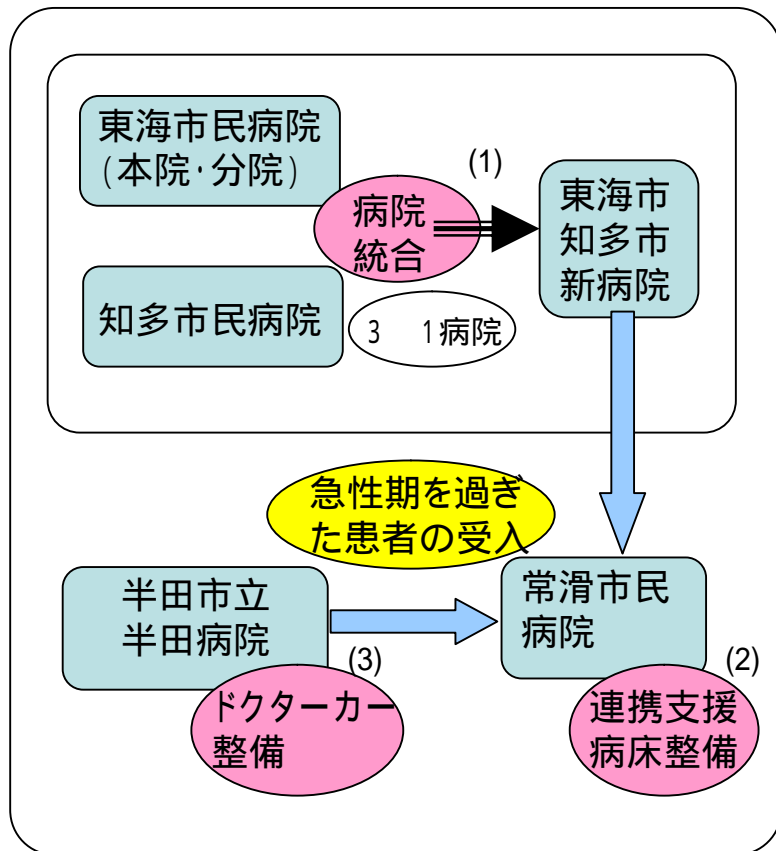 東海市民病院
(本院・分院)
(1)
病院
統合
東海市
知多市
新病院
知多市民病院
3 1病院
急性期を過ぎ
た患者の受入
半田市立
半田病院
常滑市民
病院
(3)
ドクターカー
整備
(2)
連携支援
病床整備